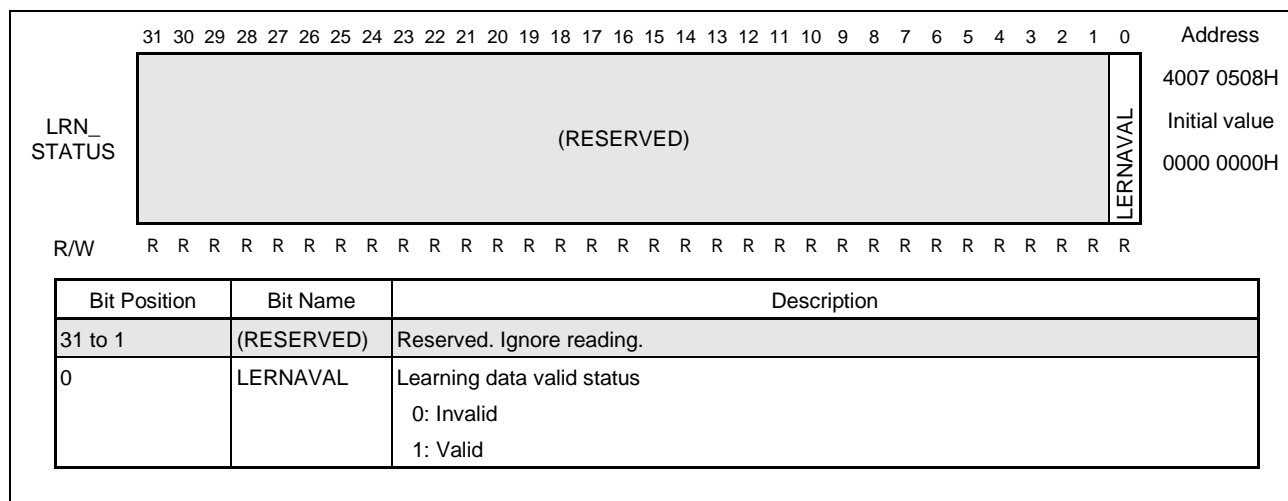 31 30 29 28 27 26 25 24 23 22 21 20 19 18 17 16 15 14 13 12 11 10 9 8 7 6 5 4 3 2 1 0 Address
4007 0508H
LRN_
STATUS
(RESERVED)
LERNAVAL
Initial value
0000 0000H
R/W R R R R R R R R R R R R R R R R R R R R R R R R R R R R R R R R
Bit Position Bit Name Description
31 to 1 (RESERVED) Reserved. Ignore reading.
0 LERNAVAL Learning data valid status
0: Invalid
1: Valid